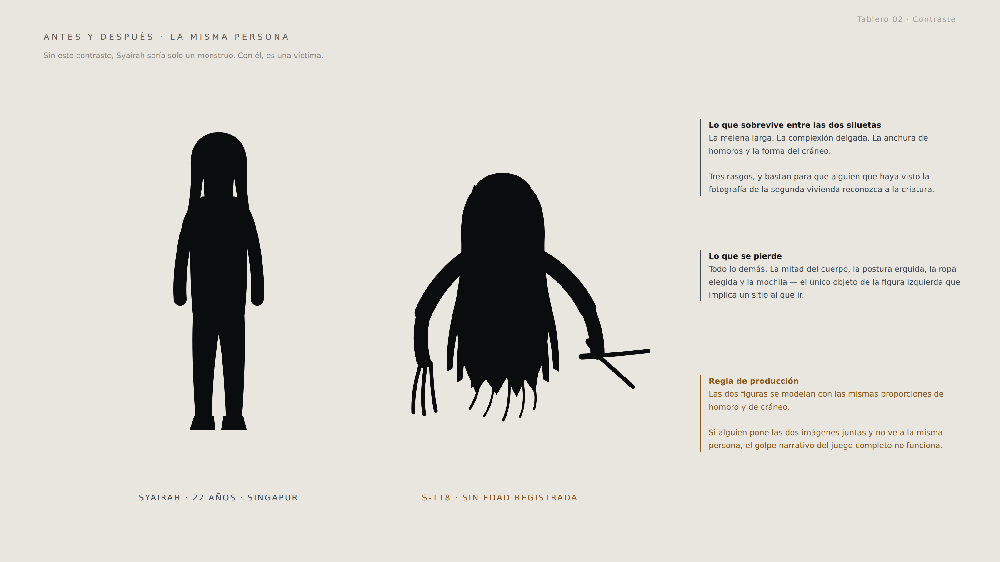 Tablero 02 · Contraste
ANTES Y DESPUÉS · LA MISMA PERSONA
Sin este contraste, Syairah sería solo un monstruo. Con él, es una víctima.
Lo que sobrevive entre las dos siluetas
La melena larga. La complexión delgada. La anchura de
hombros y la forma del cráneo.
Tres rasgos, y bastan para que alguien que haya visto la
fotografía de la segunda vivienda reconozca a la criatura.
Lo que se pierde
Todo lo demás. La mitad del cuerpo, la postura erguida, la ropa
elegida y la mochila — el único objeto de la figura izquierda que
implica un sitio al que ir.
Regla de producción
Las dos figuras se modelan con las mismas proporciones de
hombro y de cráneo.
Si alguien pone las dos imágenes juntas y no ve a la misma
persona, el golpe narrativo del juego completo no funciona.
SYAIRAH · 22 AÑOS · SINGAPUR
S-118 · SIN EDAD REGISTRADA